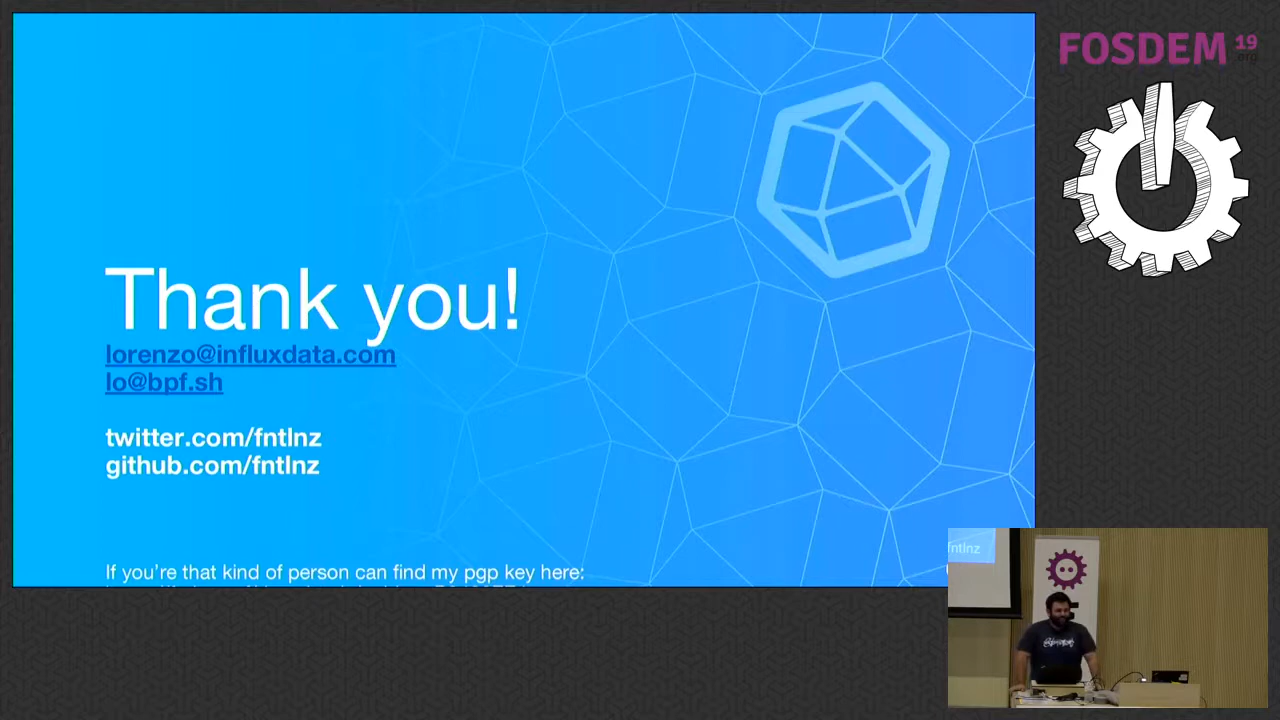 FOSDEM 19
.org
Thank you!
lorenzo@influxdata.com
lo@bpf.sh
twitter.com/fntlnz
github.com/fntlnz
If you're that kind of person can find my pgp key here:
fntlnz